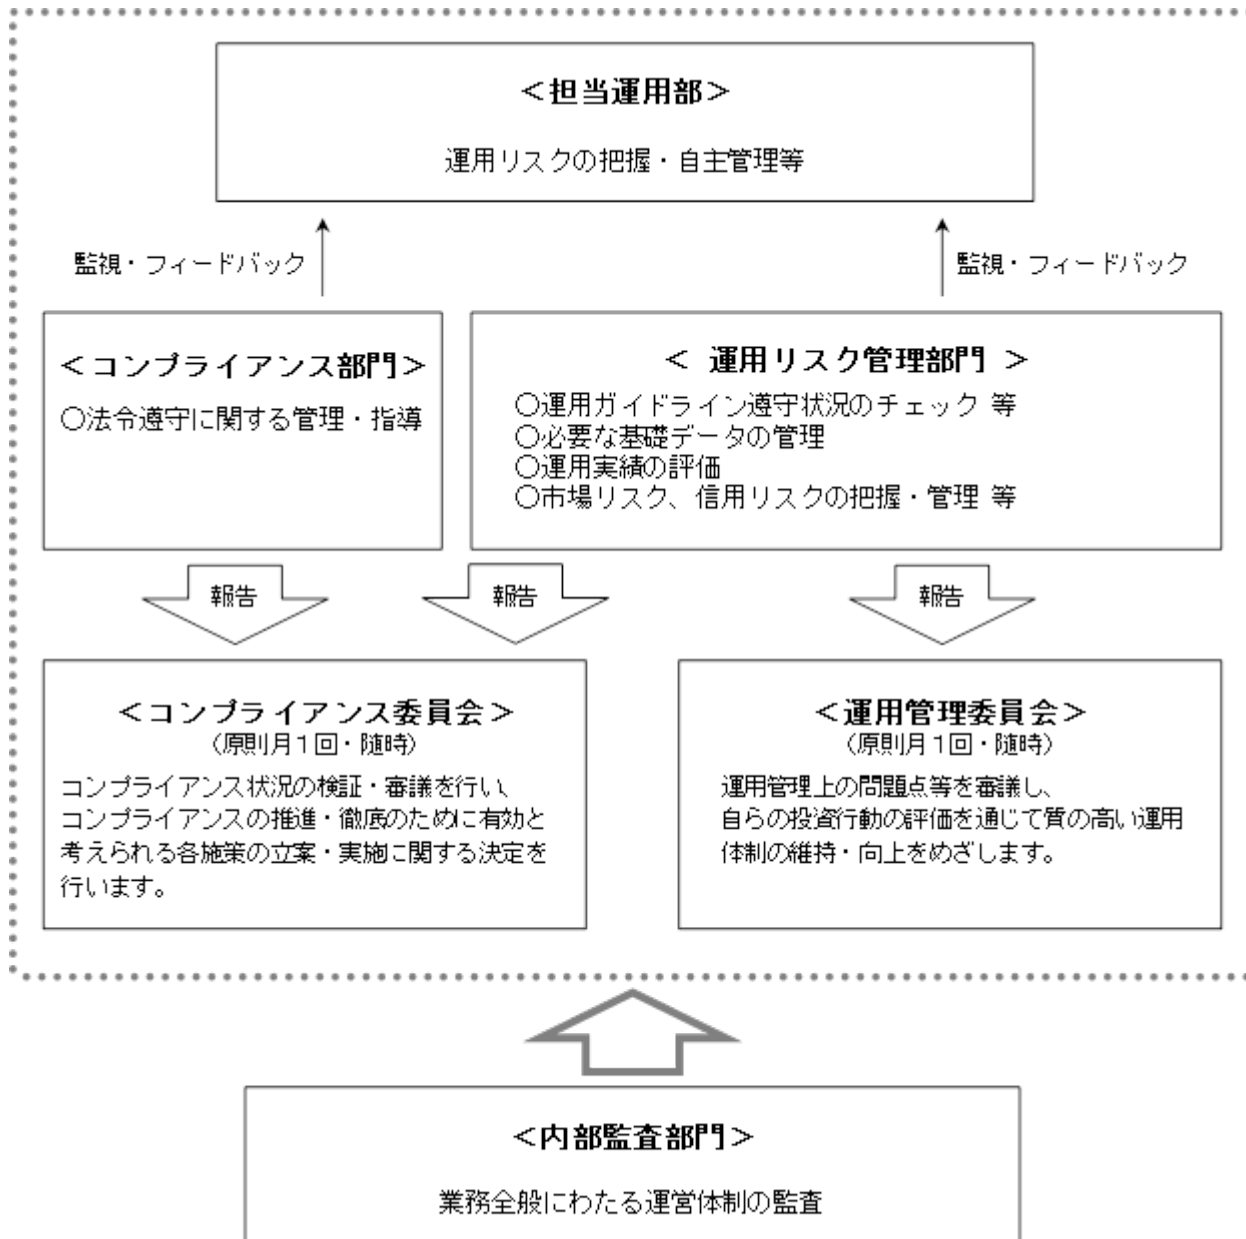 ＜担当運用部＞
運用リスクの把握・自主管理等
監視・フィードバック
監視・フィードバック
＜コンプライアンス部門＞
○法令遵守に関する管理・指導
＜ 運用リスク管理部門 ＞
○運用ガイドライン遵守状況のチェック 等
○必要な基礎データの管理
○運用実績の評価
○市場リスク、信用リスクの把握・管理 等
報告
報告
報告
＜コンプライアンス委員会＞
（原則月１回・随時）
コンプライアンス状況の検証・審議を行い、
コンプライアンスの推進・徹底のために有効と
考えられる各施策の立案・実施に関する決定を
行います。
＜運用管理委員会＞
（原則月１回・随時）
運用管理上の問題点等を審議し、
自らの投資行動の評価を通じて質の高い運用
体制の維持・向上をめざします。
＜内部監査部門＞
業務全般にわたる運営体制の監査